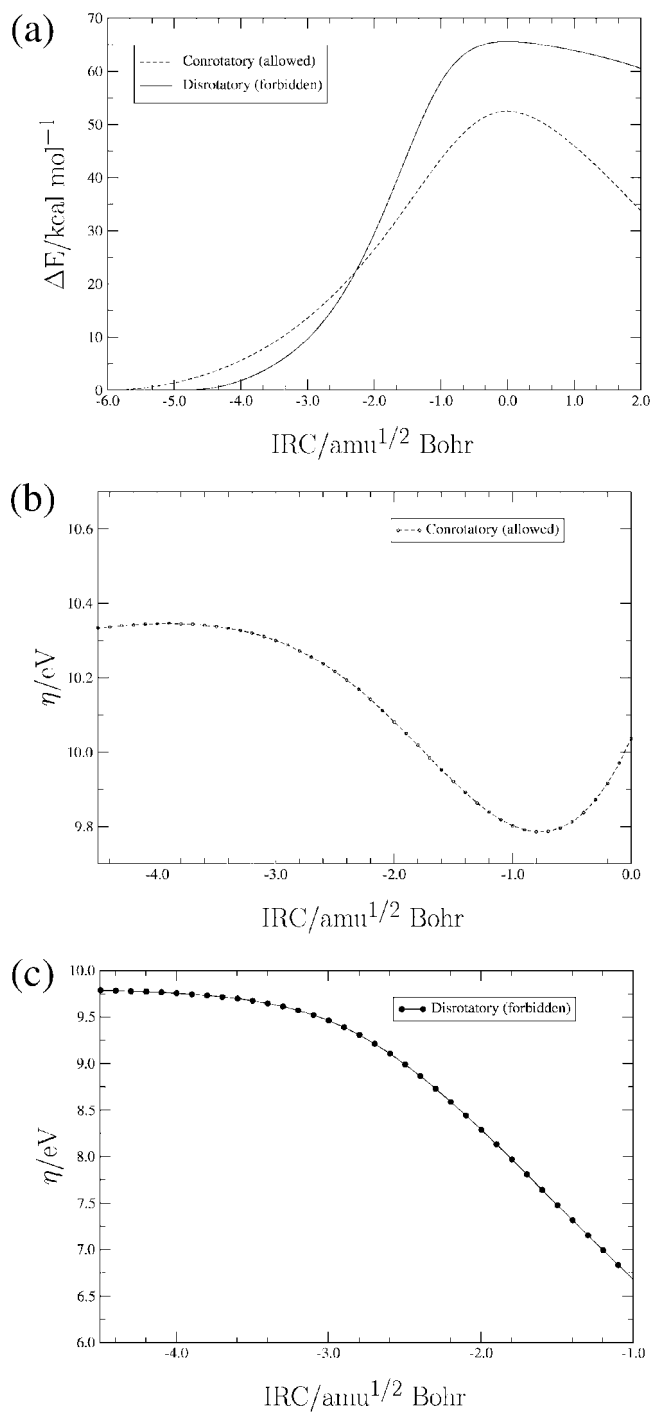 (a)
70
60
50
40
30
20
10
0
ΔE/kcal mol−1
Conrotatory (allowed)
Disrotatory (forbidden)
-6.0 -5.0 -4.0 -3.0 -2.0 -1.0 0.0 1.0 2.0
IRC/amu1/2 Bohr
(b)
10.6
10.4
10.2
10.0
9.8
η/eV
Conrotatory (allowed)
-4.0 -3.0 -2.0 -1.0 0.0
IRC/amu1/2 Bohr
(c)
10.0
9.5
9.0
8.5
8.0
7.5
7.0
6.5
6.0
η/eV
Disrotatory (forbidden)
-4.0 -3.0 -2.0 -1.0
IRC/amu1/2 Bohr